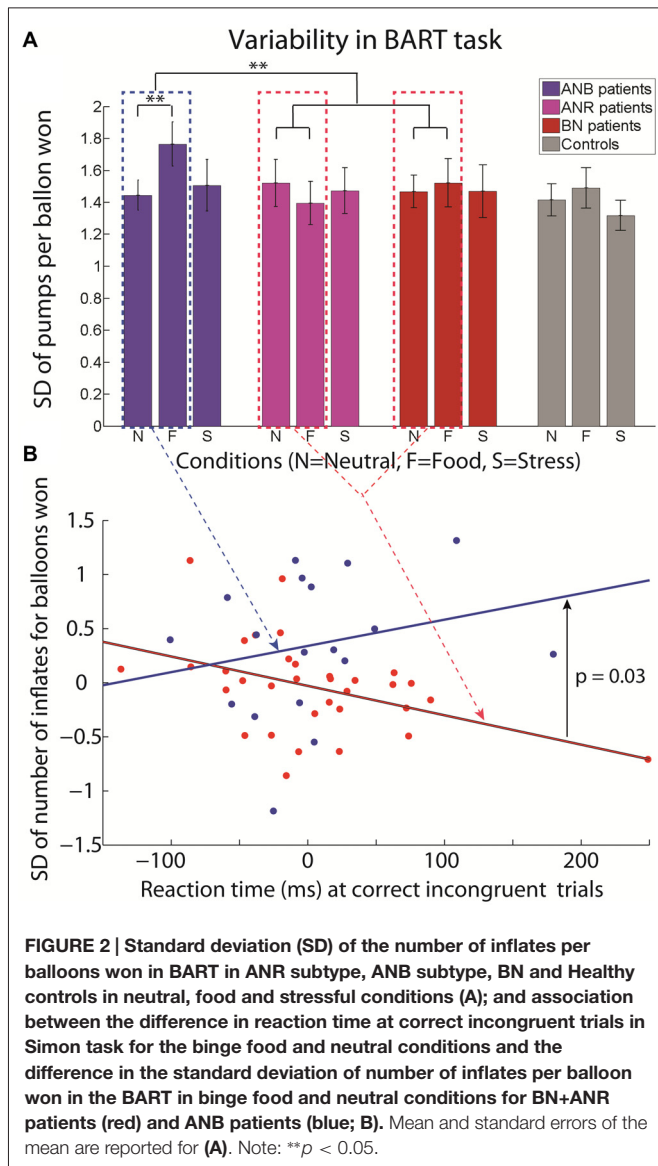 A
Variability in BART task
**
**
ANB patients
ANR patients
BN patients
Controls
SD of pumps per ballon won
2
1.8
1.6
1.4
1.2
1
0.8
0.6
0.4
0.2
0
N F S N F S N F S N F S
Conditions (N=Neutral, F=Food, S=Stress)
B
SD of number of inflates for balloons won
1.5
1
0.5
0
-0.5
-1
-1.5
p = 0.03
−100 0 100 200
Reaction time (ms) at correct incongruent trials
FIGURE 2 | Standard deviation (SD) of the number of inflates per
balloons won in BART in ANR subtype, ANB subtype, BN and Healthy
controls in neutral, food and stressful conditions (A); and association
between the difference in reaction time at correct incongruent trials in
Simon task for the binge food and neutral conditions and the
difference in the standard deviation of number of inflates per balloon
won in the BART in binge food and neutral conditions for BN+ANR
patients (red) and ANB patients (blue; B). Mean and standard errors of the
mean are reported for (A). Note: **p < 0.05.